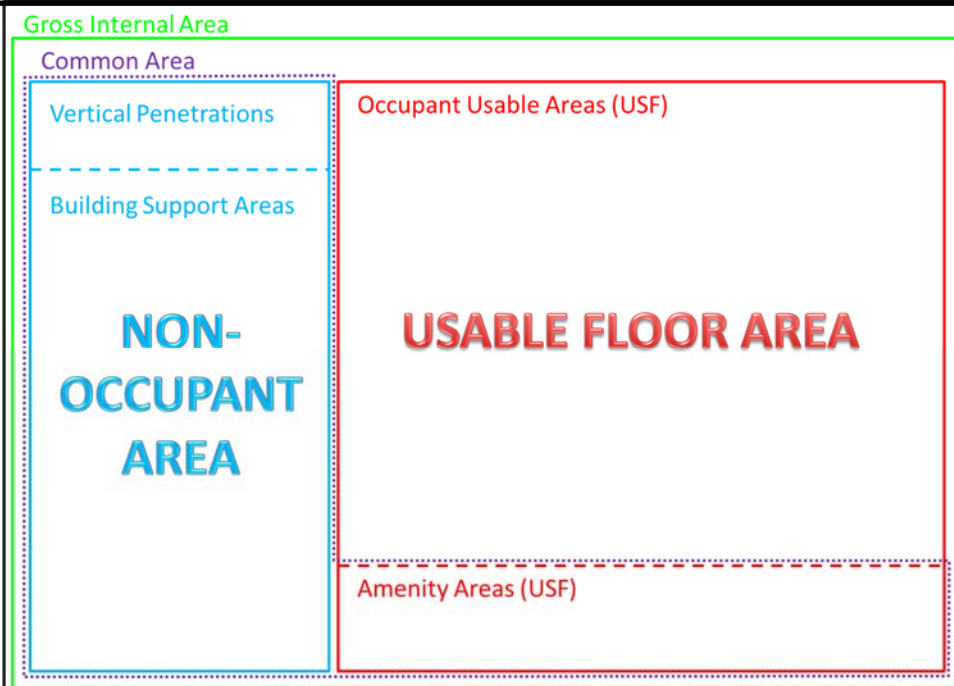 Gross Internal Area
Common Area
Vertical Penetrations
Building Support Areas
NON-
OCCUPANT
AREA
Occupant Usable Areas (USF)
USABLE FLOOR AREA
Amenity Areas (USF)